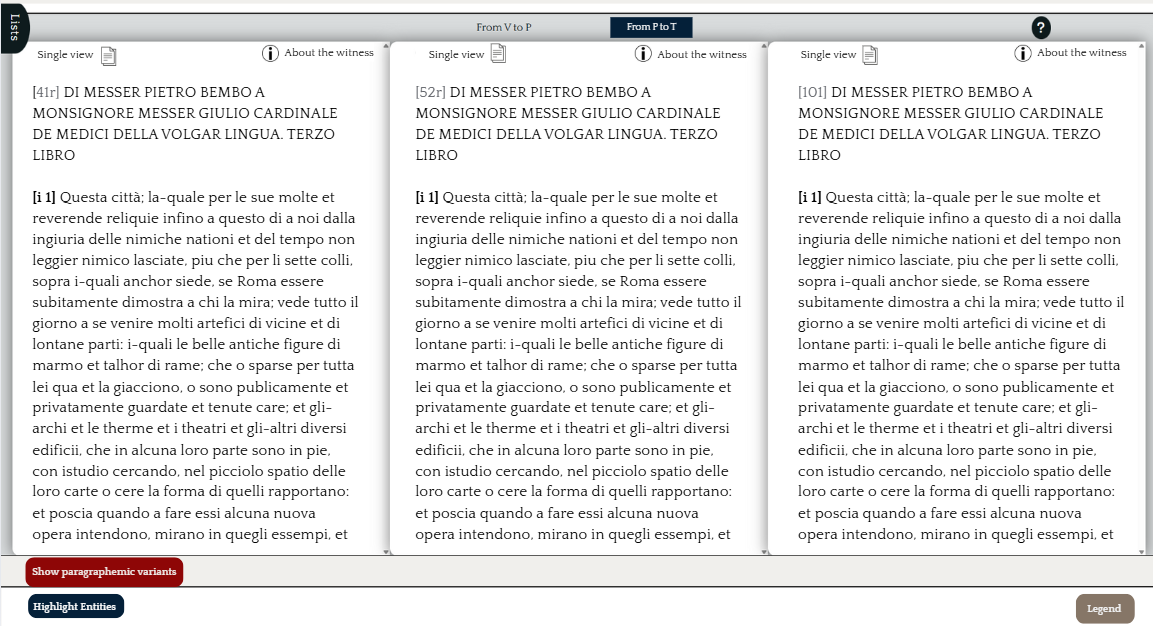 Lists
From V to P
From P to T
?
Single view
About the witness
[41r] DI MESSER PIETRO BEMBO A
MONSIGNORE MESSER GIULIO CARDINALE
DE MEDICI DELLA VOLGAR LINGUA. TERZO
LIBRO
[i 1] Questa città; la-quale per le sue molte et
reverende reliquie infino a questo di a noi dalla
ingiuria delle nimiche nationi et del tempo non
leggier nimico lasciate, piu che per li sette colli,
sopra i-quali anchor siede, se Roma essere
subitamente dimostra a chi la mira; vede tutto il
giorno a se venire molti artefici di vicine et di
lontane parti: i-quali le belle antiche figure di
marmo et talhor di rame; che o sparse per tutta
lei qua et la giacciono, o sono publicamente et
privatamente guardate et tenute care; et gli-
archi et le therme et i theatri et gli-altri diversi
edificii, che in alcuna loro parte sono in pie,
con istudio cercando, nel picciolo spatio delle
loro carte o cere la forma di quelli rapportano:
et poscia quando a fare essi alcuna nuova
opera intendono, mirano in quegli essempi, et
Single view
About the witness
[52r] DI MESSER PIETRO BEMBO A
MONSIGNORE MESSER GIULIO CARDINALE
DE MEDICI DELLA VOLGAR LINGUA. TERZO
LIBRO
[i 1] Questa città; la-quale per le sue molte et
reverende reliquie infino a questo di a noi dalla
ingiuria delle nimiche nationi et del tempo non
leggier nimico lasciate, piu che per li sette colli,
sopra i-quali anchor siede, se Roma essere
subitamente dimostra a chi la mira; vede tutto il
giorno a se venire molti artefici di vicine et di
lontane parti: i-quali le belle antiche figure di
marmo et talhor di rame; che o sparse per tutta
lei qua et la giacciono, o sono publicamente et
privatamente guardate et tenute care; et gli-
archi et le therme et i theatri et gli-altri diversi
edificii, che in alcuna loro parte sono in pie,
con istudio cercando, nel picciolo spatio delle
loro carte o cere la forma di quelli rapportano:
et poscia quando a fare essi alcuna nuova
opera intendono, mirano in quegli essempi, et
Single view
About the witness
[101] DI MESSER PIETRO BEMBO A
MONSIGNORE MESSER GIULIO CARDINALE
DE MEDICI DELLA VOLGAR LINGUA. TERZO
LIBRO
[i 1] Questa città; la-quale per le sue molte et
reverende reliquie infino a questo di a noi dalla
ingiuria delle nimiche nationi et del tempo non
leggier nimico lasciate, piu che per li sette colli,
sopra i-quali anchor siede, se Roma essere
subitamente dimostra a chi la mira; vede tutto il
giorno a se venire molti artefici di vicine et di
lontane parti: i-quali le belle antiche figure di
marmo et talhor di rame; che o sparse per tutta
lei qua et la giacciono, o sono publicamente et
privatamente guardate et tenute care; et gli-
archi et le therme et i theatri et gli-altri diversi
edificii, che in alcuna loro parte sono in pie,
con istudio cercando, nel picciolo spatio delle
loro carte o cere la forma di quelli rapportano:
et poscia quando a fare essi alcuna nuova
opera intendono, mirano in quegli essempi, et
Show paragraphemic variants
Highlight Entities
Legend